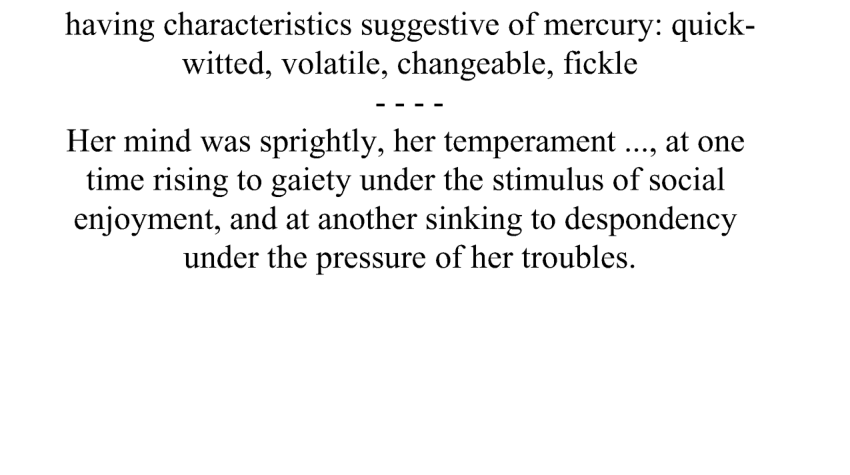 having characteristics suggestive of mercury: quick-
witted, volatile, changeable, fickle
- - - -
Her mind was sprightly, her temperament ..., at one
time rising to gaiety under the stimulus of social
enjoyment, and at another sinking to despondency
under the pressure of her troubles.